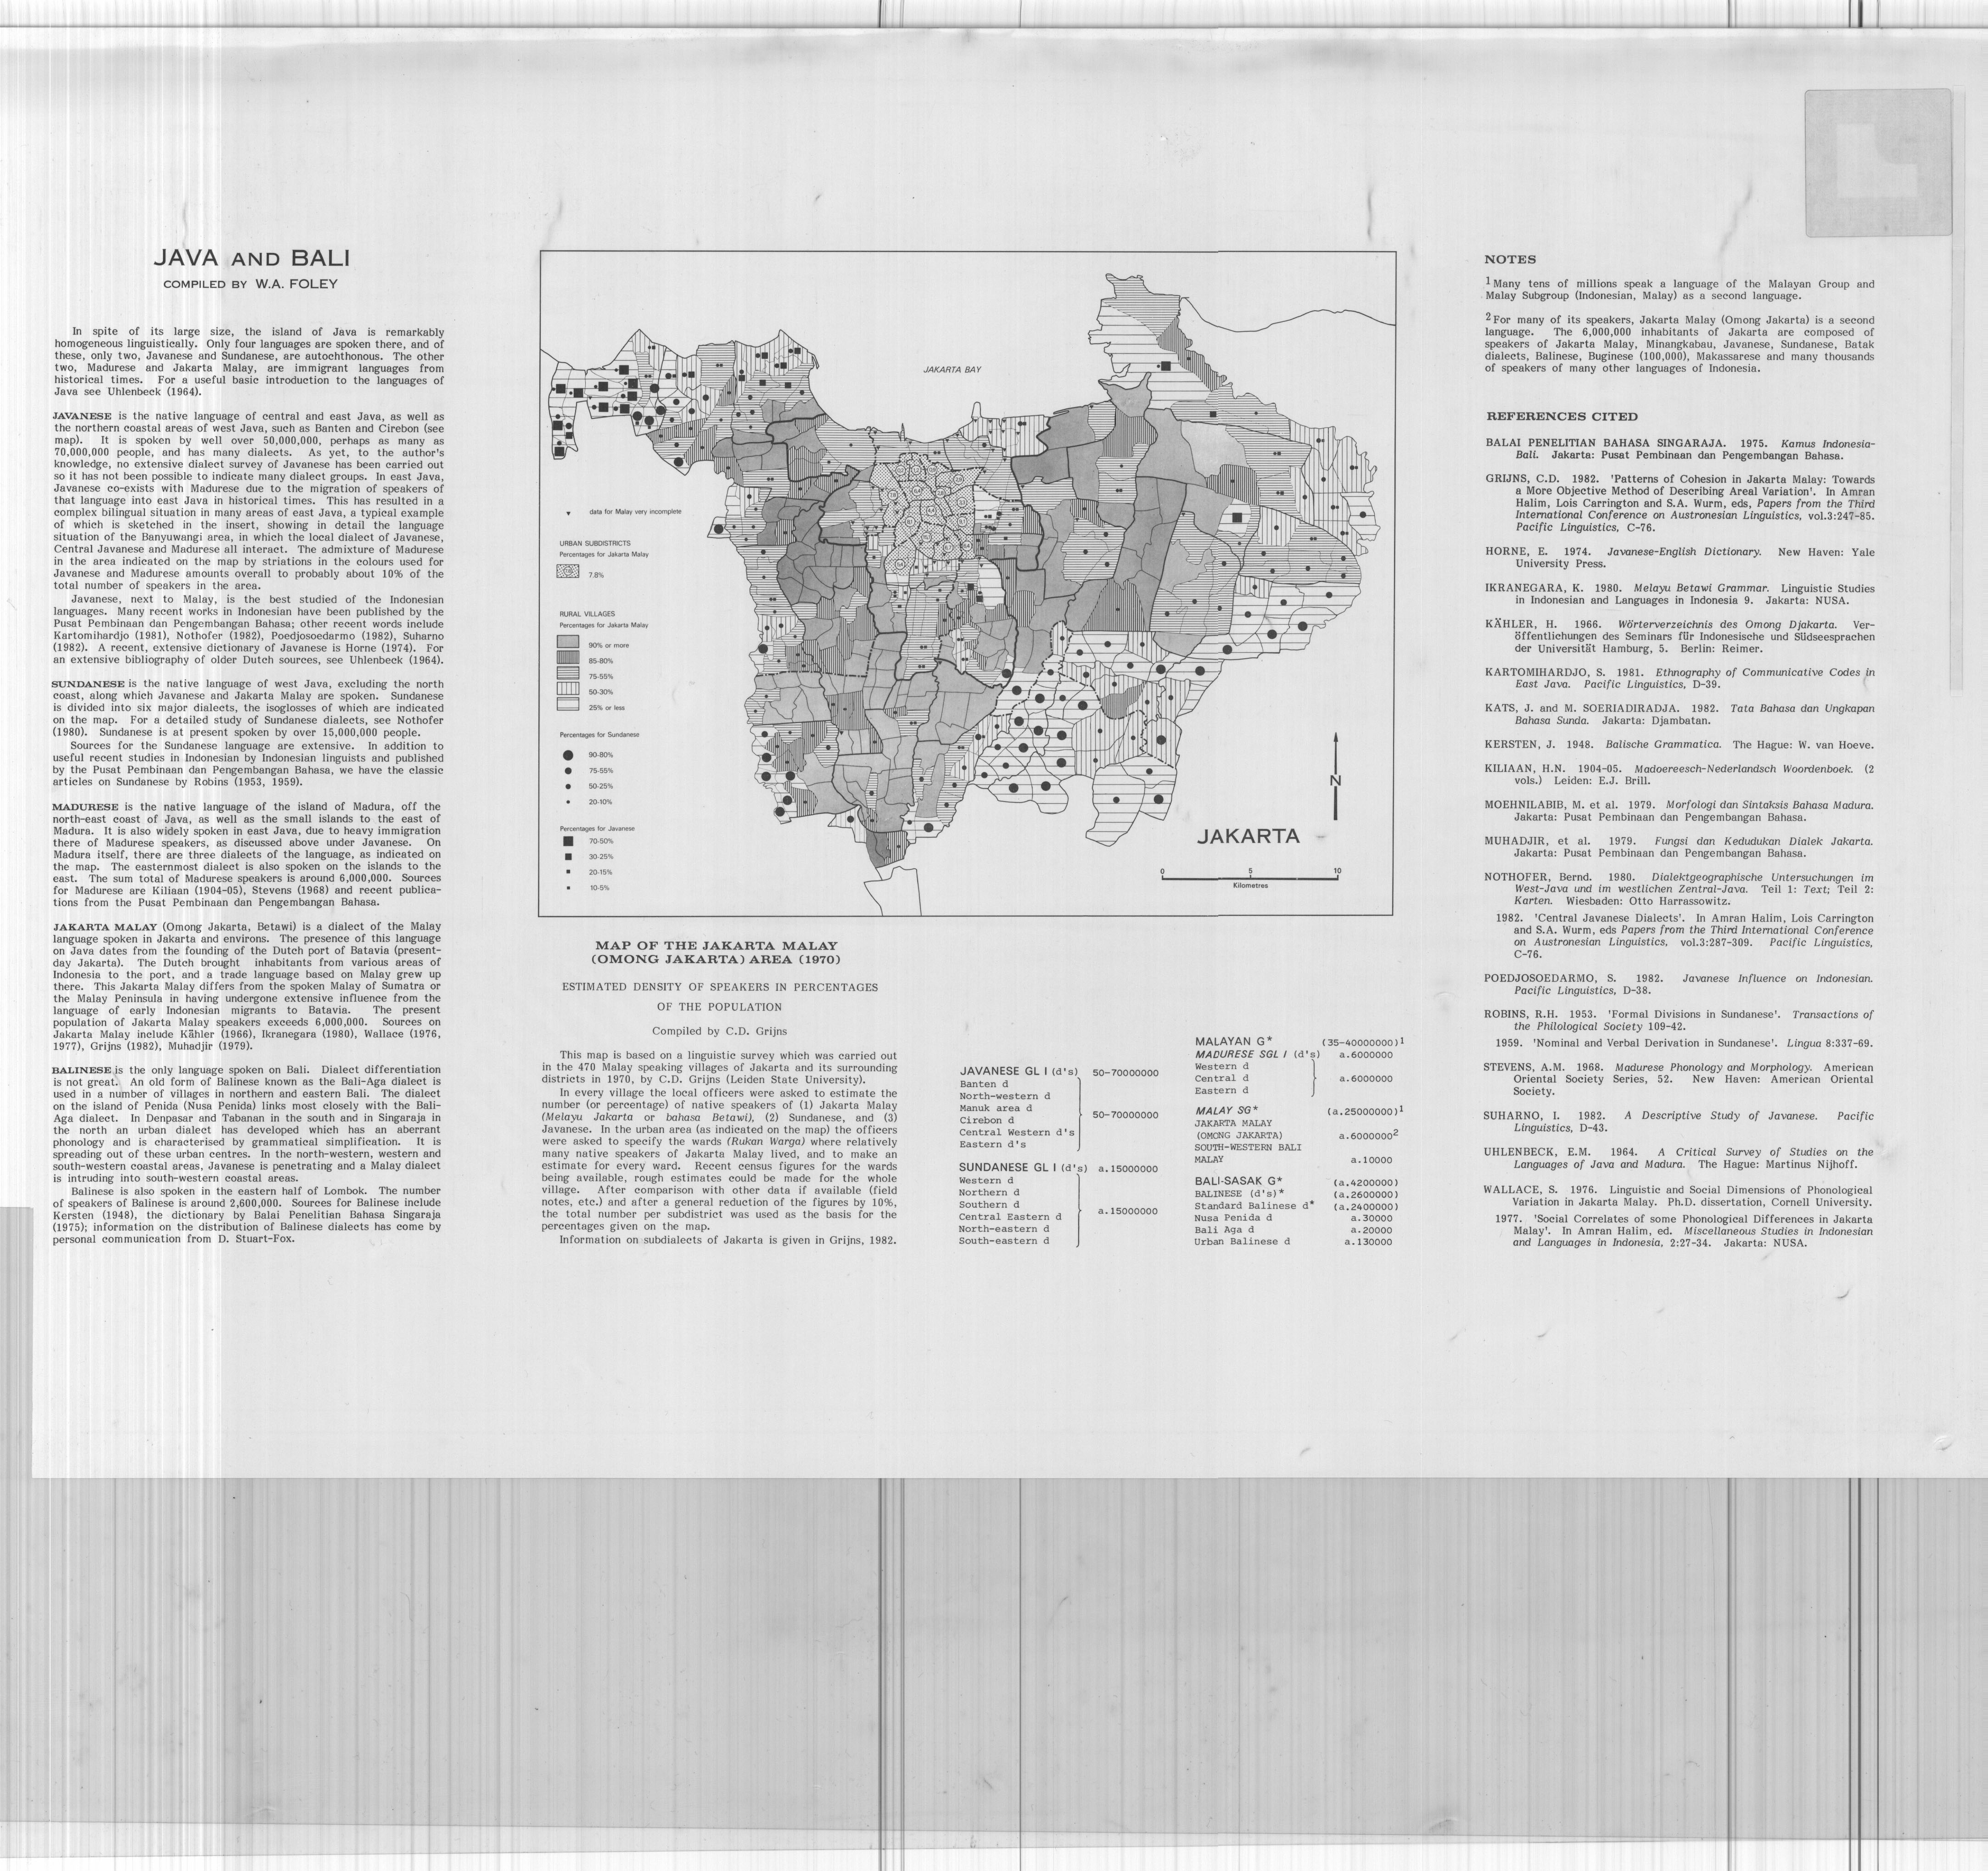 JAVA AND BALI
COMPILED BY W.A. FOLEY
In spite of its large size, the island of Java is remarkably
homogeneous linguistically. Only four languages are spoken there, and of
these, only two, Javanese and Sundanese, are autochthonous. The other
two, Madurese and Jakarta Malay, are immigrant languages from
historical times. For a useful basic introduction to the languages of
Java see Uhlenbeck (1964).
JAVANESE is the native language of central and east Java, as well as
the northern coastal areas of west Java, such as Banten and Cirebon (see
map). It is spoken by well over 50,000,000, perhaps as many as
70,000,000 people, and has many dialects. As yet, to the author's
knowledge, no extensive dialect survey of Javanese has been carried out
so it has not been possible to indicate many dialect groups. In east Java,
Javanese co-exists with Madurese due to the migration of speakers of
that language into east Java in historical times. This has resulted in a
complex bilingual situation in many areas of east Java, a typical example
of which is sketched in the insert, showing in detail the language
situation of the Banyuwangi area, in which the local dialect of Javanese,
Central Javanese and Madurese all interact. The admixture of Madurese
in the area indicated on the map by striations in the colours used for
Javanese and Madurese amounts overall to probably about 10% of the
total number of speakers in the area.
Javanese, next to Malay, is the best studied of the Indonesian
languages. Many recent works in Indonesian have been published by the
Pusat Pembinaan dan Pengembangan Bahasa; other recent words include
Kartomihardjo (1981), Nothofer (1982), Poedjosoedarmo (1982), Suharno
(1982). A recent, extensive dictionary of Javanese is Horne (1974). For
an extensive bibliography of older Dutch sources, see Uhlenbeck (1964).
SUNDANESE is the native language of west Java, excluding the north
coast, along which Javanese and Jakarta Malay are spoken. Sundanese
is divided into six major dialects, the isoglosses of which are indicated
on the map. For a detailed study of Sundanese dialects, see Nothofer
(1980). Sundanese is at present spoken by over 15,000,000 people.
Sources for the Sundanese language are extensive. In addition to
useful recent studies in Indonesian by Indonesian linguists and published
by the Pusat Pembinaan dan Pengembangan Bahasa, we have the classic
articles on Sundanese by Robins (1953, 1959).
MADURESE is the native language of the island of Madura, off the
north-east coast of Java, as well as the small islands to the east of
Madura. It is also widely spoken in east Java, due to heavy immigration
there of Madurese speakers, as discussed above under Javanese. On
Madura itself, there are three dialects of the language, as indicated on
the map. The easternmost dialect is also spoken on the islands to the
east. The sum total of Madurese speakers is around 6,000,000. Sources
for Madurese are Kiliaan (1904-05), Stevens (1968) and recent publica-
tions from the Pusat Pembinaan dan Pengembangan Bahasa.
JAKARTA MALAY (Omong Jakarta, Betawi) is a dialect of the Malay
language spoken in Jakarta and environs. The presence of this language
on Java dates from the founding of the Dutch port of Batavia (present-
day Jakarta). The Dutch brought inhabitants from various areas of
Indonesia to the port, and a trade language based on Malay grew up
there. This Jakarta Malay differs from the spoken Malay of Sumatra or
the Malay Peninsula in having undergone extensive influence from the
language of early Indonesian migrants to Batavia. The present
population of Jakarta Malay speakers exceeds 6,000,000. Sources on
Jakarta Malay include Kähler (1966), Ikranegara (1980), Wallace (1976,
1977), Grijns (1982), Muhadjir (1979).
BALINESE is the only language spoken on Bali. Dialect differentiation
is not great. An old form of Balinese known as the Bali-Aga dialect is
used in a number of villages in northern and eastern Bali. The dialect
on the island of Penida (Nusa Penida) links most closely with the Bali-
Aga dialect. In Denpasar and Tabanan in the south and in Singaraja in
the north an urban dialect has developed which has an aberrant
phonology and is characterised by grammatical simplification. It is
spreading out of these urban centres. In the north-western, western and
south-western coastal areas, Javanese is penetrating and a Malay dialect
is intruding into south-western coastal areas.
Balinese is also spoken in the eastern half of Lombok. The number
of speakers of Balinese is around 2,600,000. Sources for Balinese include
Kersten (1948), the dictionary by Balai Penelitian Bahasa Singaraja
(1975); information on the distribution of Balinese dialects has come by
personal communication from D. Stuart-Fox.
JAKARTA BAY
data for Malay very incomplete
URBAN SUBDISTRICTS
Percentages for Jakarta Malay
7.8%
RURAL VILLAGES
Percentages for Jakarta Malay
90% or more
85-80%
75-55%
50-30%
25% or less
Percentages for Sundanese
90-80%
75-55%
50-25%
20-10%
Percentages for Javanese
70-50%
30-25%
20-15%
10-5%
N
JAKARTA
0 5 10
Kilometres
MAP OF THE JAKARTA MALAY
(OMONG JAKARTA) AREA (1970)
ESTIMATED DENSITY OF SPEAKERS IN PERCENTAGES
OF THE POPULATION
Compiled by C.D. Grijns
This map is based on a linguistic survey which was carried out
in the 470 Malay speaking villages of Jakarta and its surrounding
districts in 1970, by C.D. Grijns (Leiden State University).
In every village the local officers were asked to estimate the
number (or percentage) of native speakers of (1) Jakarta Malay
(Melayu Jakarta or bahasa Betawi), (2) Sundanese, and (3)
Javanese. In the urban area (as indicated on the map) the officers
were asked to specify the wards (Rukan Warga) where relatively
many native speakers of Jakarta Malay lived, and to make an
estimate for every ward. Recent census figures for the wards
being available, rough estimates could be made for the whole
village. After comparison with other data if available (field
notes, etc.) and after a general reduction of the figures by 10%,
the total number per subdistrict was used as the basis for the
percentages given on the map.
Information on subdialects of Jakarta is given in Grijns, 1982.
JAVANESE GL I (d's) 50-70000000
Banten d
North-western d
Manuk area d 50-70000000
Cirebon d
Central Western d's
Eastern d's
SUNDANESE GL I (d's) a.15000000
Western d
Northern d
Southern d a.15000000
Central Eastern d
North-eastern d
South-eastern d
MALAYAN G* (35-40000000)1
MADURESE SGL I (d's) a.6000000
Western d
Central d a.6000000
Eastern d
MALAY SG* (a.25000000)1
JAKARTA MALAY
(OMONG JAKARTA) a.60000002
SOUTH-WESTERN BALI
MALAY a.10000
BALI-SASAK G* (a.4200000)
BALINESE (d's)* (a.2600000)
Standard Balinese d* (a.2400000)
Nusa Penida d a.30000
Bali Aga d a.20000
Urban Balinese d a.130000
NOTES
1 Many tens of millions speak a language of the Malayan Group and
Malay Subgroup (Indonesian, Malay) as a second language.
2 For many of its speakers, Jakarta Malay (Omong Jakarta) is a second
language. The 6,000,000 inhabitants of Jakarta are composed of
speakers of Jakarta Malay, Minangkabau, Javanese, Sundanese, Batak
dialects, Balinese, Buginese (100,000), Makassarese and many thousands
of speakers of many other languages of Indonesia.
REFERENCES CITED
BALAI PENELITIAN BAHASA SINGARAJA. 1975. Kamus Indonesia-
Bali. Jakarta: Pusat Pembinaan dan Pengembangan Bahasa.
GRIJNS, C.D. 1982. 'Patterns of Cohesion in Jakarta Malay: Towards
a More Objective Method of Describing Areal Variation'. In Amran
Halim, Lois Carrington and S.A. Wurm, eds, Papers from the Third
International Conference on Austronesian Linguistics, vol.3:247-85.
Pacific Linguistics, C-76.
HORNE, E. 1974. Javanese-English Dictionary. New Haven: Yale
University Press.
IKRANEGARA, K. 1980. Melayu Betawi Grammar. Linguistic Studies
in Indonesian and Languages in Indonesia 9. Jakarta: NUSA.
KÄHLER, H. 1966. Wörterverzeichnis des Omong Djakarta. Ver-
öffentlichungen des Seminars für Indonesische und Südseesprachen
der Universität Hamburg, 5. Berlin: Reimer.
KARTOMIHARDJO, S. 1981. Ethnography of Communicative Codes in
East Java. Pacific Linguistics, D-39.
KATS, J. and M. SOERIADIRADJA. 1982. Tata Bahasa dan Ungkapan
Bahasa Sunda. Jakarta: Djambatan.
KERSTEN, J. 1948. Balische Grammatica. The Hague: W. van Hoeve.
KILIAAN, H.N. 1904-05. Madoereesch-Nederlandsch Woordenboek. (2
vols.) Leiden: E.J. Brill.
MOEHNILABIB, M. et al. 1979. Morfologi dan Sintaksis Bahasa Madura.
Jakarta: Pusat Pembinaan dan Pengembangan Bahasa.
MUHADJIR, et al. 1979. Fungsi dan Kedudukan Dialek Jakarta.
Jakarta: Pusat Pembinaan dan Pengembangan Bahasa.
NOTHOFER, Bernd. 1980. Dialektgeographische Untersuchungen im
West-Java und im westlichen Zentral-Java. Teil 1: Text; Teil 2:
Karten. Wiesbaden: Otto Harrassowitz.
1982. 'Central Javanese Dialects'. In Amran Halim, Lois Carrington
and S.A. Wurm, eds Papers from the Third International Conference
on Austronesian Linguistics, vol.3:287-309. Pacific Linguistics,
C-76.
POEDJOSOEDARMO, S. 1982. Javanese Influence on Indonesian.
Pacific Linguistics, D-38.
ROBINS, R.H. 1953. 'Formal Divisions in Sundanese'. Transactions of
the Philological Society 109-42.
1959. 'Nominal and Verbal Derivation in Sundanese'. Lingua 8:337-69.
STEVENS, A.M. 1968. Madurese Phonology and Morphology. American
Oriental Society Series, 52. New Haven: American Oriental
Society.
SUHARNO, I. 1982. A Descriptive Study of Javanese. Pacific
Linguistics, D-43.
UHLENBECK, E.M. 1964. A Critical Survey of Studies on the
Languages of Java and Madura. The Hague: Martinus Nijhoff.
WALLACE, S. 1976. Linguistic and Social Dimensions of Phonological
Variation in Jakarta Malay. Ph.D. dissertation, Cornell University.
1977. 'Social Correlates of some Phonological Differences in Jakarta
Malay'. In Amran Halim, ed. Miscellaneous Studies in Indonesian
and Languages in Indonesia, 2:27-34. Jakarta: NUSA.